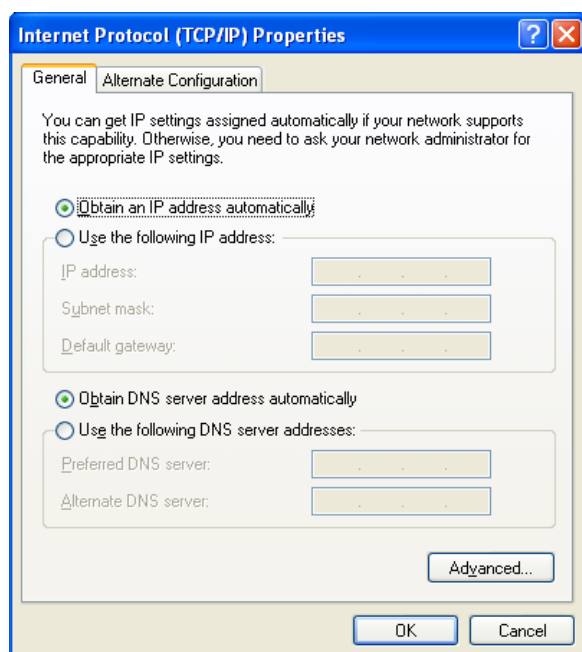 Internet Protocol (TCP/IP) Properties
General
Alternate Configuration
You can get IP settings assigned automatically if your network supports
this capability. Otherwise, you need to ask your network administrator for
the appropriate IP settings.
Obtain an IP address automatically
Use the following IP address:
IP address:
Subnet mask:
Default gateway:
Obtain DNS server address automatically
Use the following DNS server addresses:
Preferred DNS server:
Alternate DNS server:
Advanced...
OK
Cancel